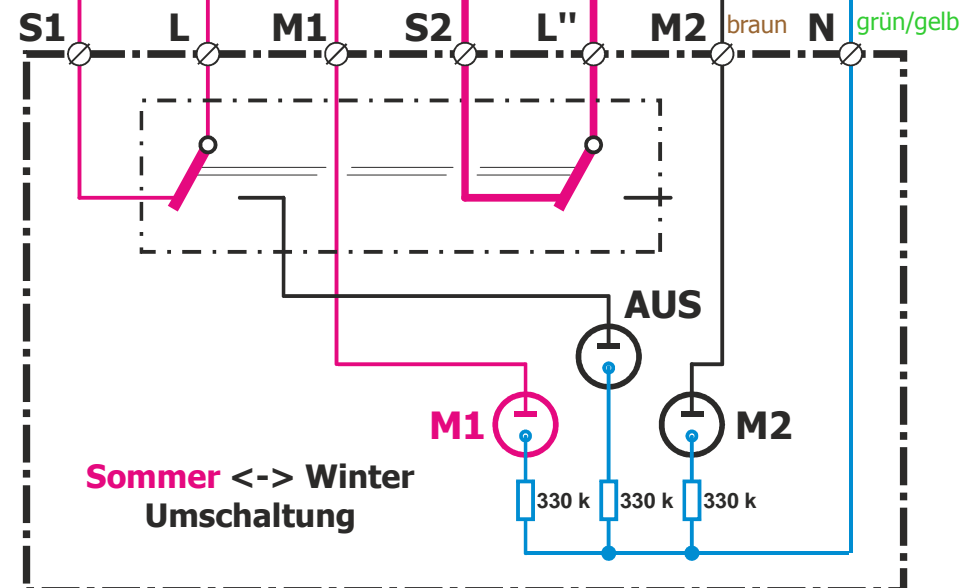 S1 L M1 S2 L" M2 braun N grün/gelb
AUS
M1 M2
330 k 330 k 330 k
Sommer <-> Winter
Umschaltung